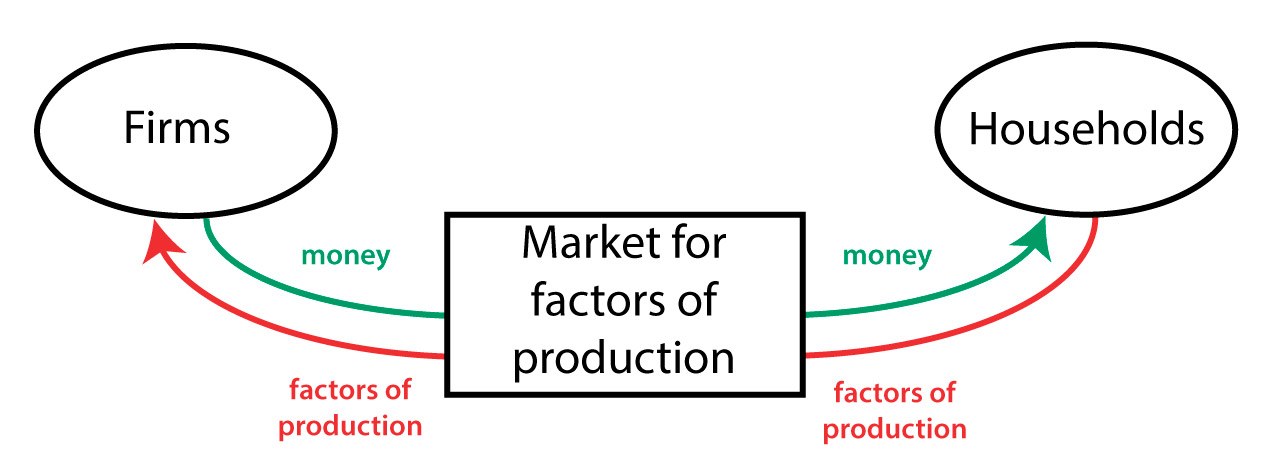 Firms
Households
Market for
factors of
production
money
money
factors of
production
factors of
production